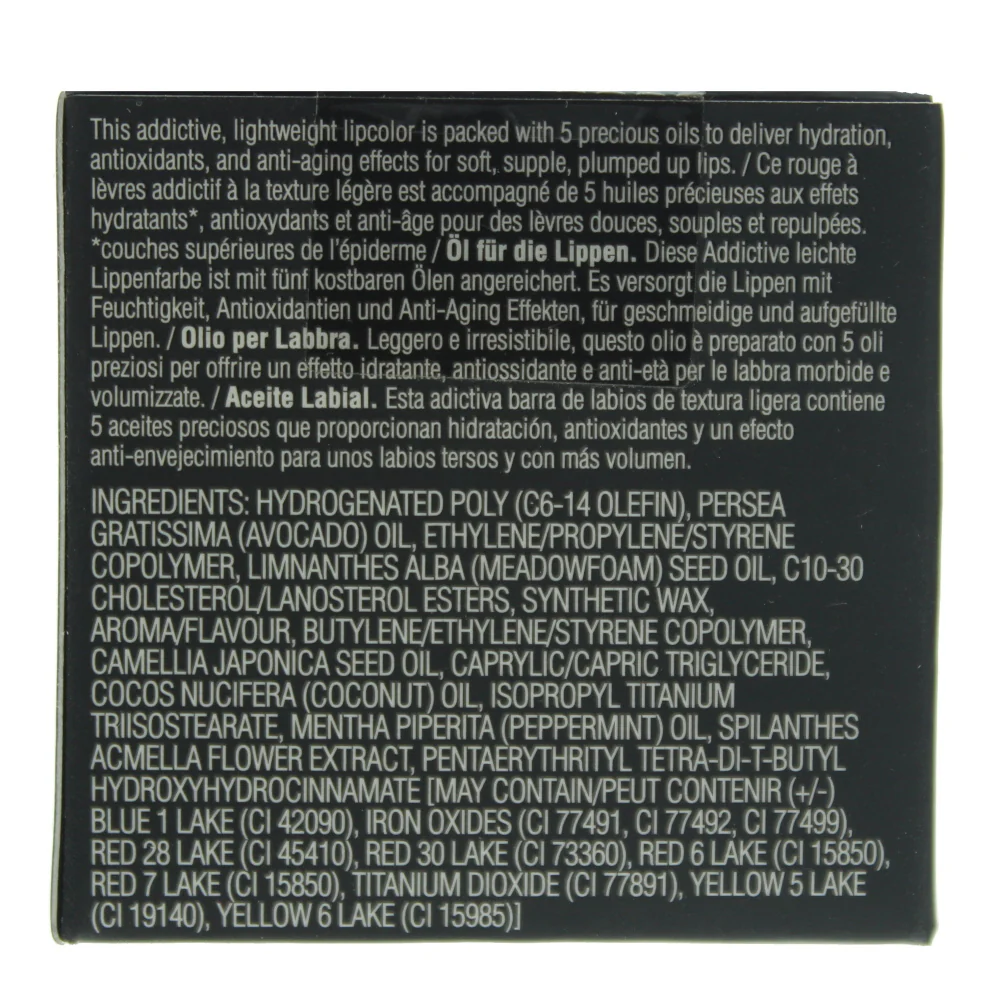 This addictive, lightweight lipcolor is packed with 5 precious oils to deliver hydration,
antioxidants, and anti-aging effects for soft, supple, plumped up lips. / Ce rouge à
lèvres addictif à la texture légère est accompagné de 5 huiles précieuses aux effets
hydratants*, antioxydants et anti-âge pour des lèvres douces, souples et repulpées.
*couches supérieures de l'épiderme / Öl für die Lippen. Diese Addictive leichte
Lippenfarbe ist mit fünf kostbaren Ölen angereichert. Es versorgt die Lippen mit
Feuchtigkeit, Antioxidantien und Anti-Aging Effekten, für geschmeidige und aufgefüllte
Lippen. / Olio per Labbra. Leggero e irresistibile, questo olio è preparato con 5 oli
preziosi per offrire un effetto idratante, antiossidante e anti-età per le labbra morbide e
volumizzate. / Aceite Labial. Esta adictiva barra de labios de textura ligera contiene
5 aceites preciosos que proporcionan hidratación, antioxidantes y un efecto
anti-envejecimiento para unos labios tersos y con más volumen.
INGREDIENTS: HYDROGENATED POLY (C6-14 OLEFIN), PERSEA
GRATISSIMA (AVOCADO) OIL, ETHYLENE/PROPYLENE/STYRENE
COPOLYMER, LIMNANTHES ALBA (MEADOWFOAM) SEED OIL, C10-30
CHOLESTEROL/LANOSTEROL ESTERS, SYNTHETIC WAX,
AROMA/FLAVOUR, BUTYLENE/ETHYLENE/STYRENE COPOLYMER,
CAMELLIA JAPONICA SEED OIL, CAPRYLIC/CAPRIC TRIGLYCERIDE,
COCOS NUCIFERA (COCONUT) OIL, ISOPROPYL TITANIUM
TRIISOSTEARATE, MENTHA PIPERITA (PEPPERMINT) OIL, SPILANTHES
ACMELLA FLOWER EXTRACT, PENTAERYTHRITYL TETRA-DI-T-BUTYL
HYDROXYHYDROCINNAMATE [MAY CONTAIN/PEUT CONTENIR (+/-)
BLUE 1 LAKE (CI 42090), IRON OXIDES (CI 77491, CI 77492, CI 77499),
RED 28 LAKE (CI 45410), RED 30 LAKE (CI 73360), RED 6 LAKE (CI 15850),
RED 7 LAKE (CI 15850), TITANIUM DIOXIDE (CI 77891), YELLOW 5 LAKE
(CI 19140), YELLOW 6 LAKE (CI 15985)]